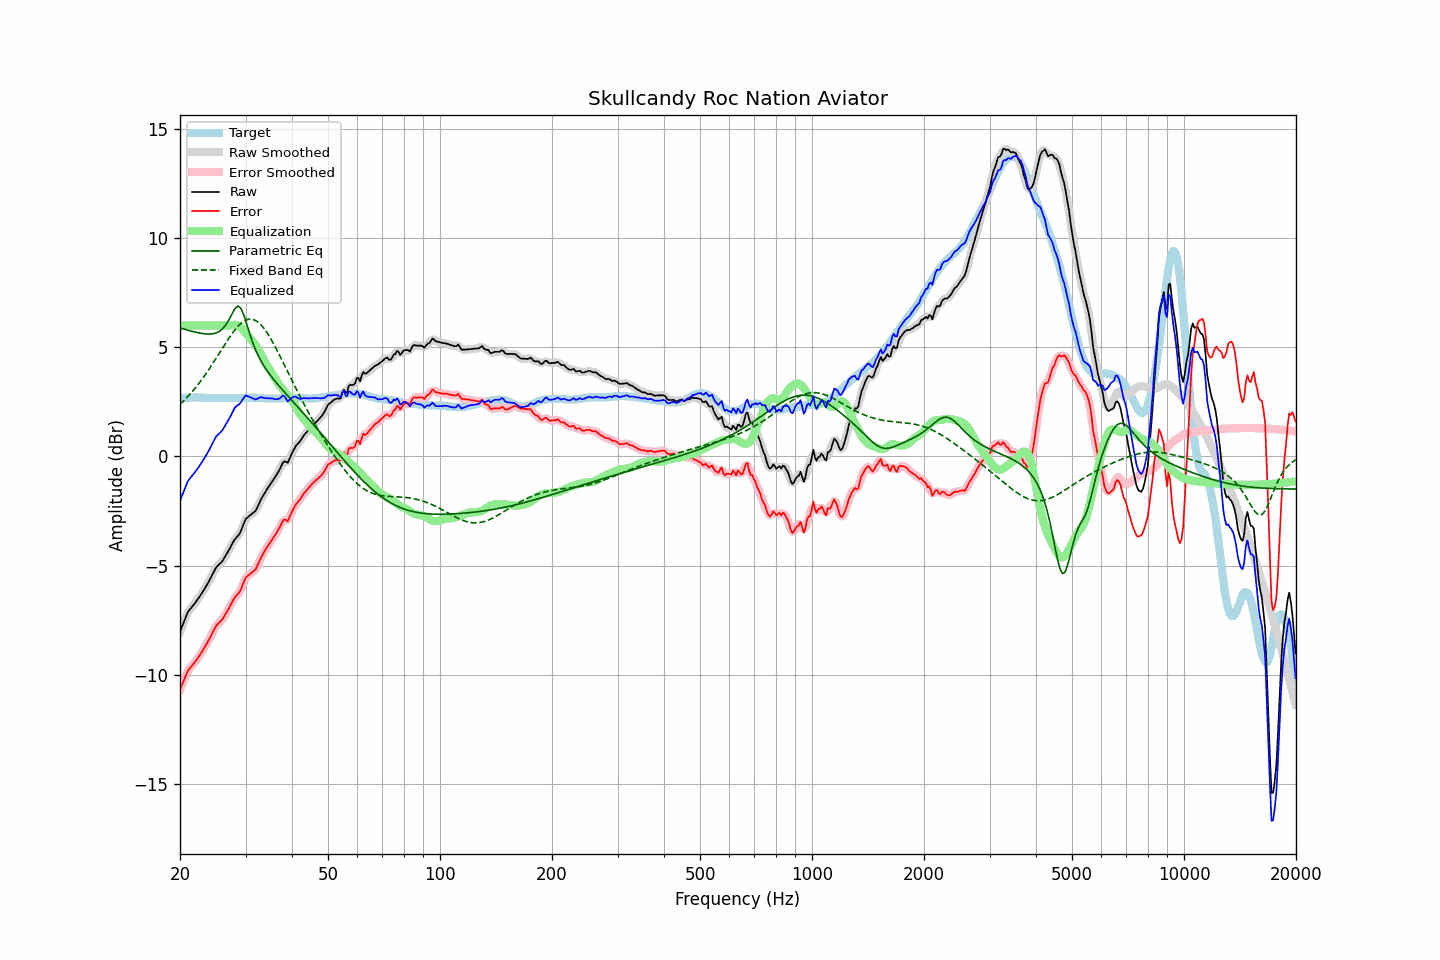 Skullcandy Roc Nation Aviator
Target
Raw Smoothed
Error Smoothed
Raw
Error
Equalization
Parametric Eq
Fixed Band Eq
Equalized
15
10
5
0
−5
−10
−15
Amplitude (dBr)
20 50 100 200 500 1000 2000 5000 10000 20000
Frequency (Hz)